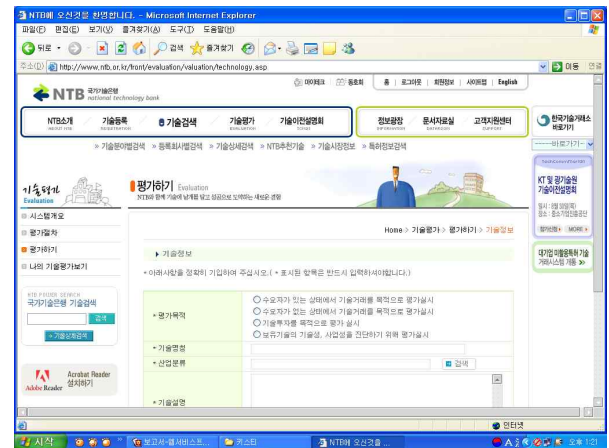 NTB에 오신것을 환영합니다. - Microsoft Internet Explorer
파일(F) 편집(E) 보기(V) 즐겨찾기(A) 도구(T) 도움말(H)
뒤로 검색 즐겨찾기
주소(D) http://www.ntb.or.kr/front/evaluation/valuation/technology.asp 이동 연결
아이테크 동호회 홈 로그아웃 회원정보 사이트맵 English
NTB 국가기술은행
national technology bank
NTB소개 기술등록 기술검색 기술평가 기술이전설명회 정보광장 문서자료실 고객지원센터
» 기술분야별검색 » 등록회사별검색 » 기술상세검색 » NTB추천기술 » 기술시장정보 » 특허정보검색
한국기술거래소
바로가기
KT 및 광기술원
기술이전설명회
장소 : 중소기업진흥공단
MORE
대기업 미활용특허 기술
거래시스템 개통 »
기술평가
Evaluation
시스템개요
평가절차
평가하기
나의 기술평가보기
국가기술은행 기술검색
검색
기술상세검색
Acrobat Reader
설치하기
Adobe Reader
평가하기 Evaluation
NTB와 함께 기술에 날개를 달고 성공으로 도약하는 새로운 경험
Home > 기술평가 > 평가하기 > 기술정보
기술정보
아래사항을 정확히 기입하여 주십시오.( * 표시된 항목은 반드시 입력하셔야합니다.)
평가목적
수요자가 있는 상태에서 기술거래를 목적으로 평가실시
수요자가 없는 상태에서 기술거래를 목적으로 평가실시
기술투자를 목적으로 평가 실시
보유기술의 기술성, 사업성을 진단하기 위해 평가실시
기술명칭
산업분류 검색
기술설명
인터넷
시작 보고서-웹서비스트... 키스티 NTB에 오신것을 ... 오후 1:21